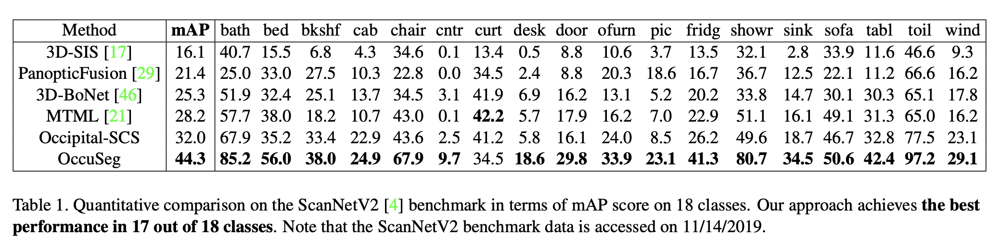 Method mAP bath bed bkshf cab chair cntr curt desk door ofurn pic fridg showr sink sofa tabl toil wind
3D-SIS [17] 16.1 40.7 15.5 6.8 4.3 34.6 0.1 13.4 0.5 8.8 10.6 3.7 13.5 32.1 2.8 33.9 11.6 46.6 9.3
PanopticFusion [29] 21.4 25.0 33.0 27.5 10.3 22.8 0.0 34.5 2.4 8.8 20.3 18.6 16.7 36.7 12.5 22.1 11.2 66.6 16.2
3D-BoNet [46] 25.3 51.9 32.4 25.1 13.7 34.5 3.1 41.9 6.9 16.2 13.1 5.2 20.2 33.8 14.7 30.1 30.3 65.1 17.8
MTML [21] 28.2 57.7 38.0 18.2 10.7 43.0 0.1 42.2 5.7 17.9 16.2 7.0 22.9 51.1 16.1 49.1 31.3 65.0 16.2
Occipital-SCS 32.0 67.9 35.2 33.4 22.9 43.6 2.5 41.2 5.8 16.1 24.0 8.5 26.2 49.6 18.7 46.7 32.8 77.5 23.1
OccuSeg 44.3 85.2 56.0 38.0 24.9 67.9 9.7 34.5 18.6 29.8 33.9 23.1 41.3 80.7 34.5 50.6 42.4 97.2 29.1
Table 1. Quantitative comparison on the ScanNetV2 [4] benchmark in terms of mAP score on 18 classes. Our approach achieves the best
performance in 17 out of 18 classes. Note that the ScanNetV2 benchmark data is accessed on 11/14/2019.